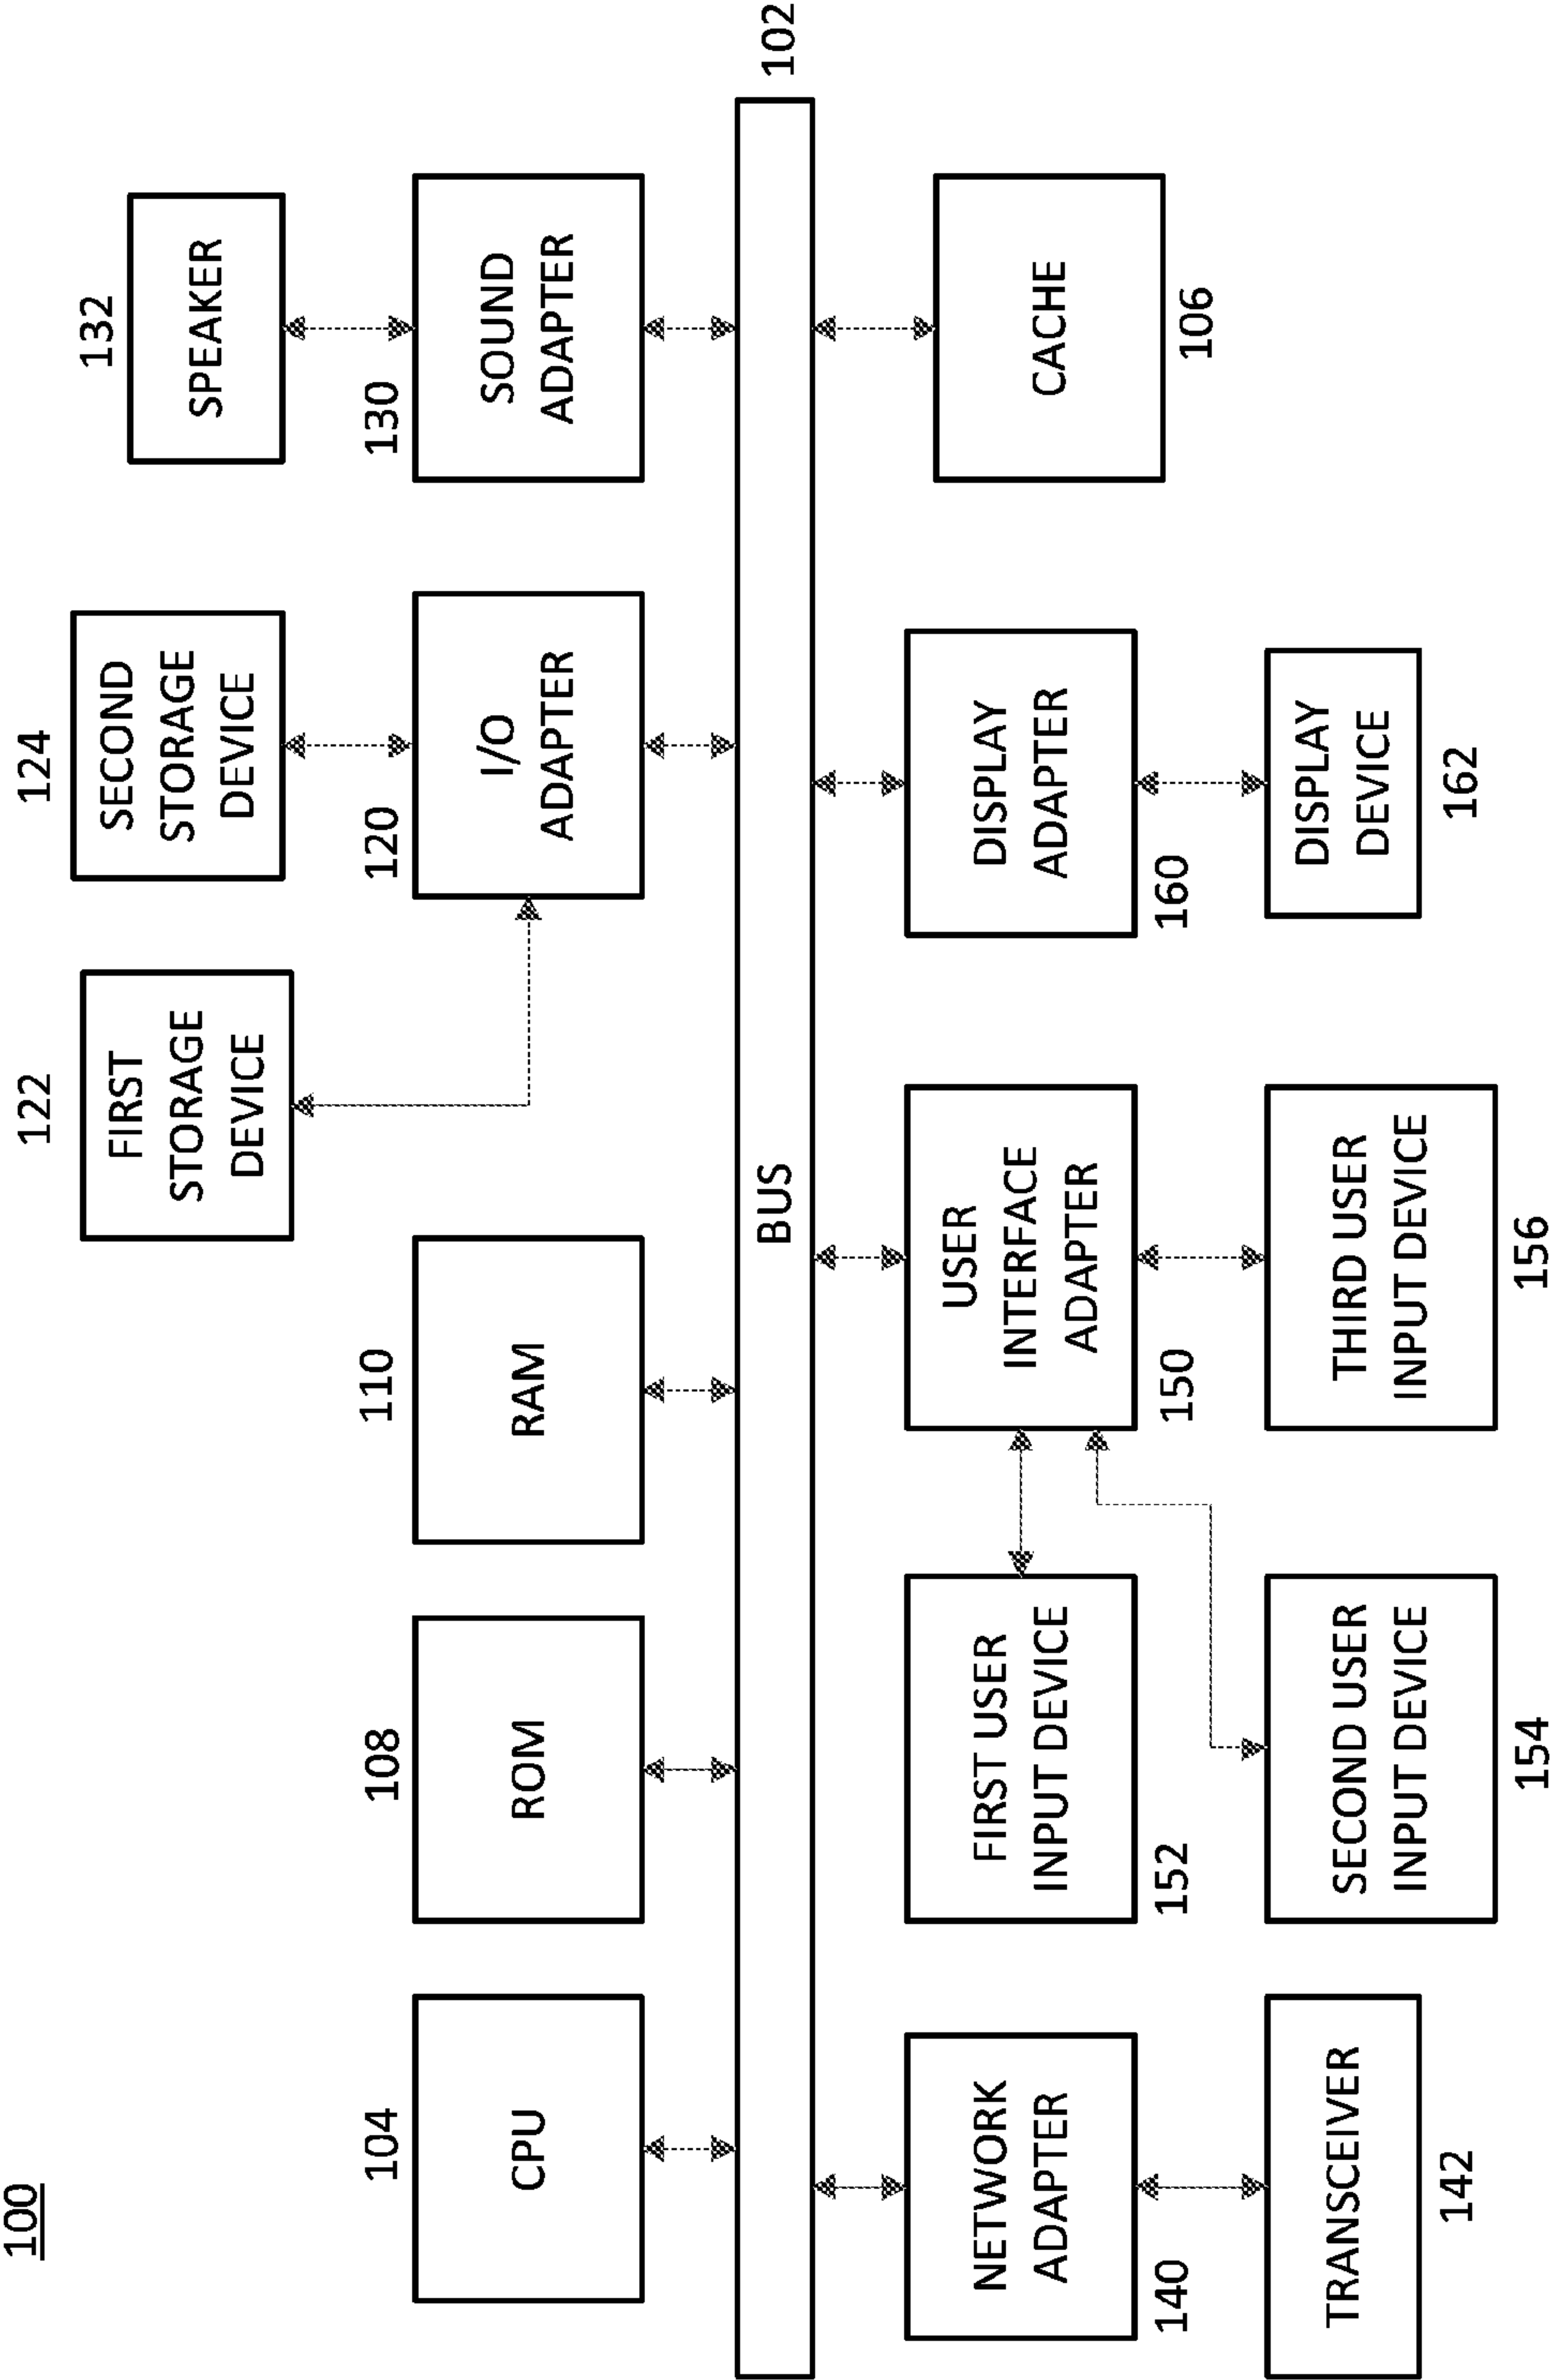 100
122
124
132
FIRST
STORAGE
DEVICE
SECOND
STORAGE
DEVICE
SPEAKER
104
108
110
120
130
CPU
ROM
RAM
I/O
ADAPTER
SOUND
ADAPTER
BUS
102
NETWORK
ADAPTER
FIRST USER
INPUT DEVICE
USER
INTERFACE
ADAPTER
DISPLAY
ADAPTER
CACHE
140
152
150
160
106
TRANSCEIVER
SECOND USER
INPUT DEVICE
THIRD USER
INPUT DEVICE
DISPLAY
DEVICE
142
154
156
162